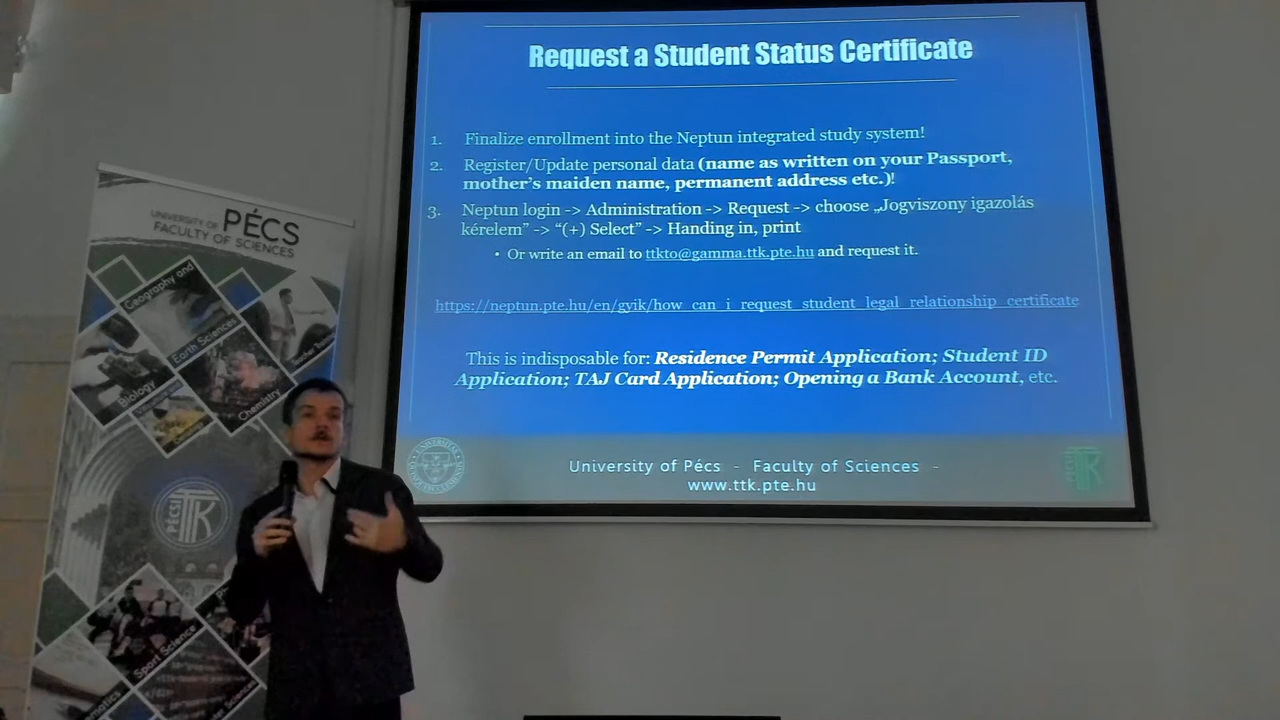 Request a Student Status Certificate
1. Finalize enrollment into the Neptun integrated study system!
2. Register/Update personal data (name as written on your Passport,
mother's maiden name, permanent address etc.)!
3. Neptun login -> Administration -> Request -> choose „Jogviszony igazolás
kérelem" -> "(+) Select" -> Handing in, print
• Or write an email to ttkto@gamma.ttk.pte.hu and request it.
https://neptun.pte.hu/en/gyik/how_can_i_request_student_legal_relationship_certificate
This is indisposable for: Residence Permit Application; Student ID
Application; TAJ Card Application; Opening a Bank Account, etc.
University of Pécs - Faculty of Sciences -
www.ttk.pte.hu
UNIVERSITY OF PÉCS
FACULTY OF SCIENCES
Geography and
Earth Sciences
Biology
Chemistry
PÉCSI TTK
Sport Science